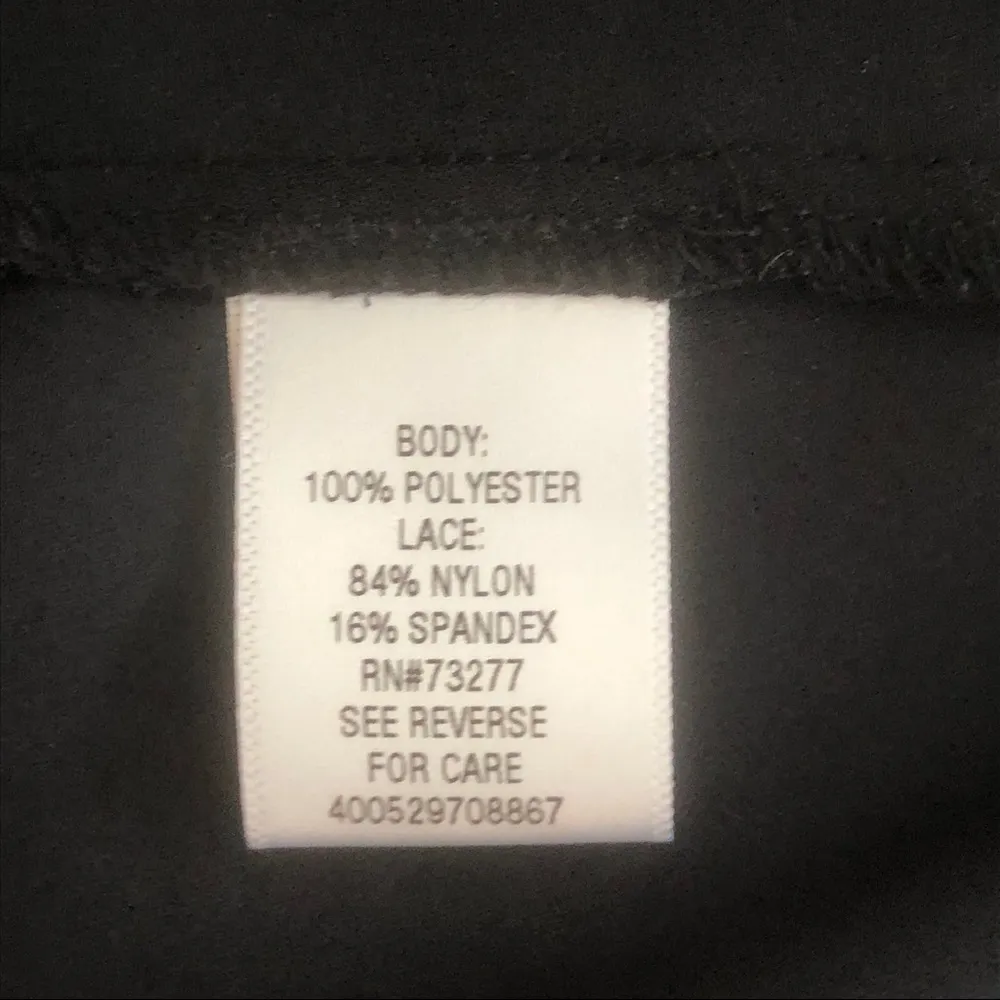 BODY:
100% POLYESTER
LACE:
84% NYLON
16% SPANDEX
RN#73277
SEE REVERSE
FOR CARE
400529708867